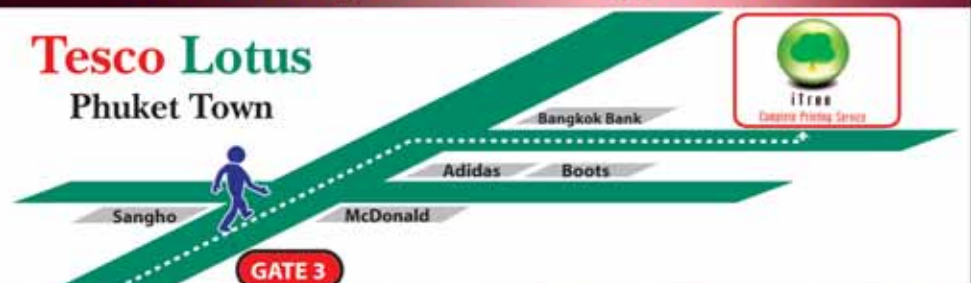 Tesco Lotus
Phuket Town
iTree
Complete Printing Service
Bangkok Bank
Adidas
Boots
Sangho
McDonald
GATE 3